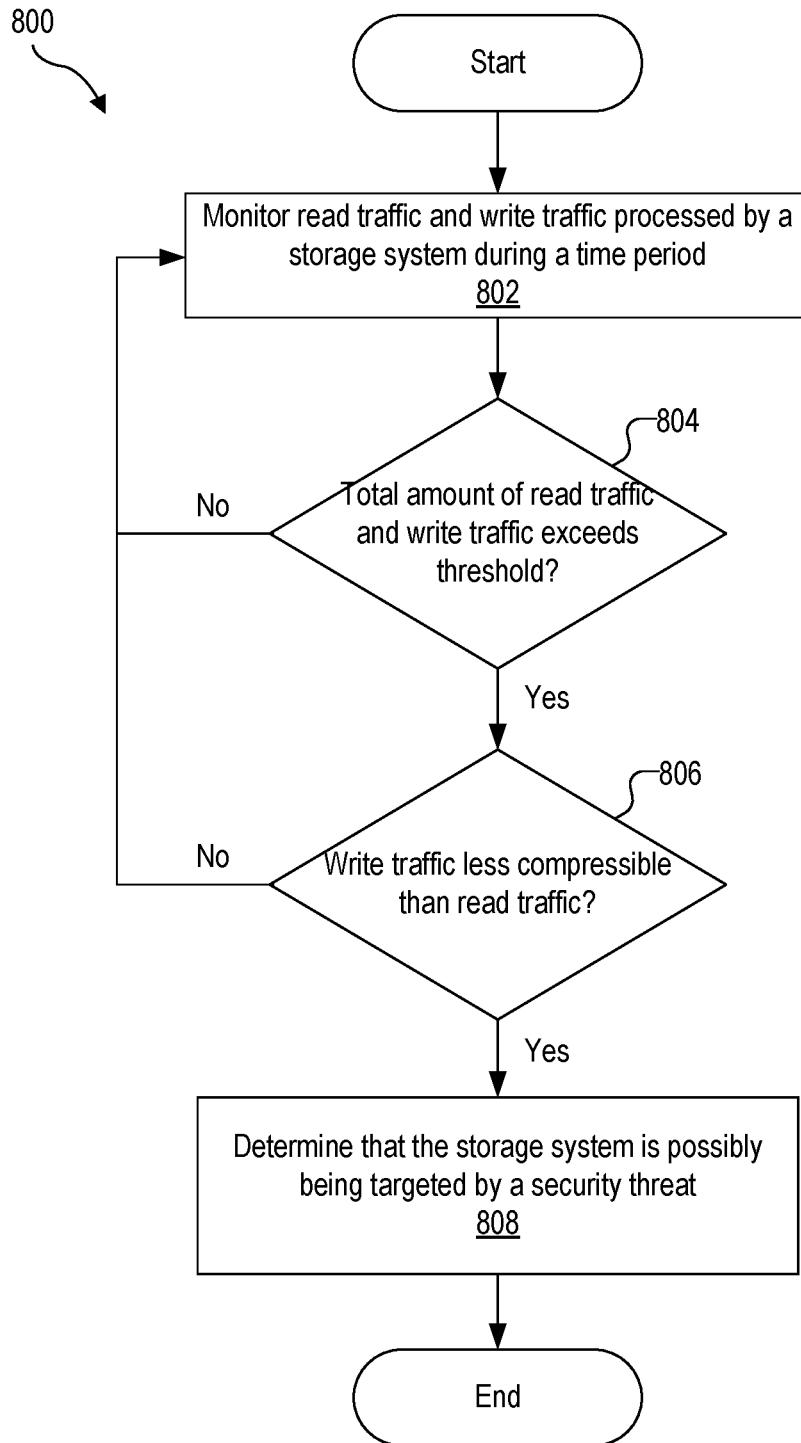 800
Start
Monitor read traffic and write traffic processed by a
storage system during a time period
802
804
Total amount of read traffic
and write traffic exceeds
threshold?
No
Yes
806
Write traffic less compressible
than read traffic?
No
Yes
Determine that the storage system is possibly
being targeted by a security threat
808
End